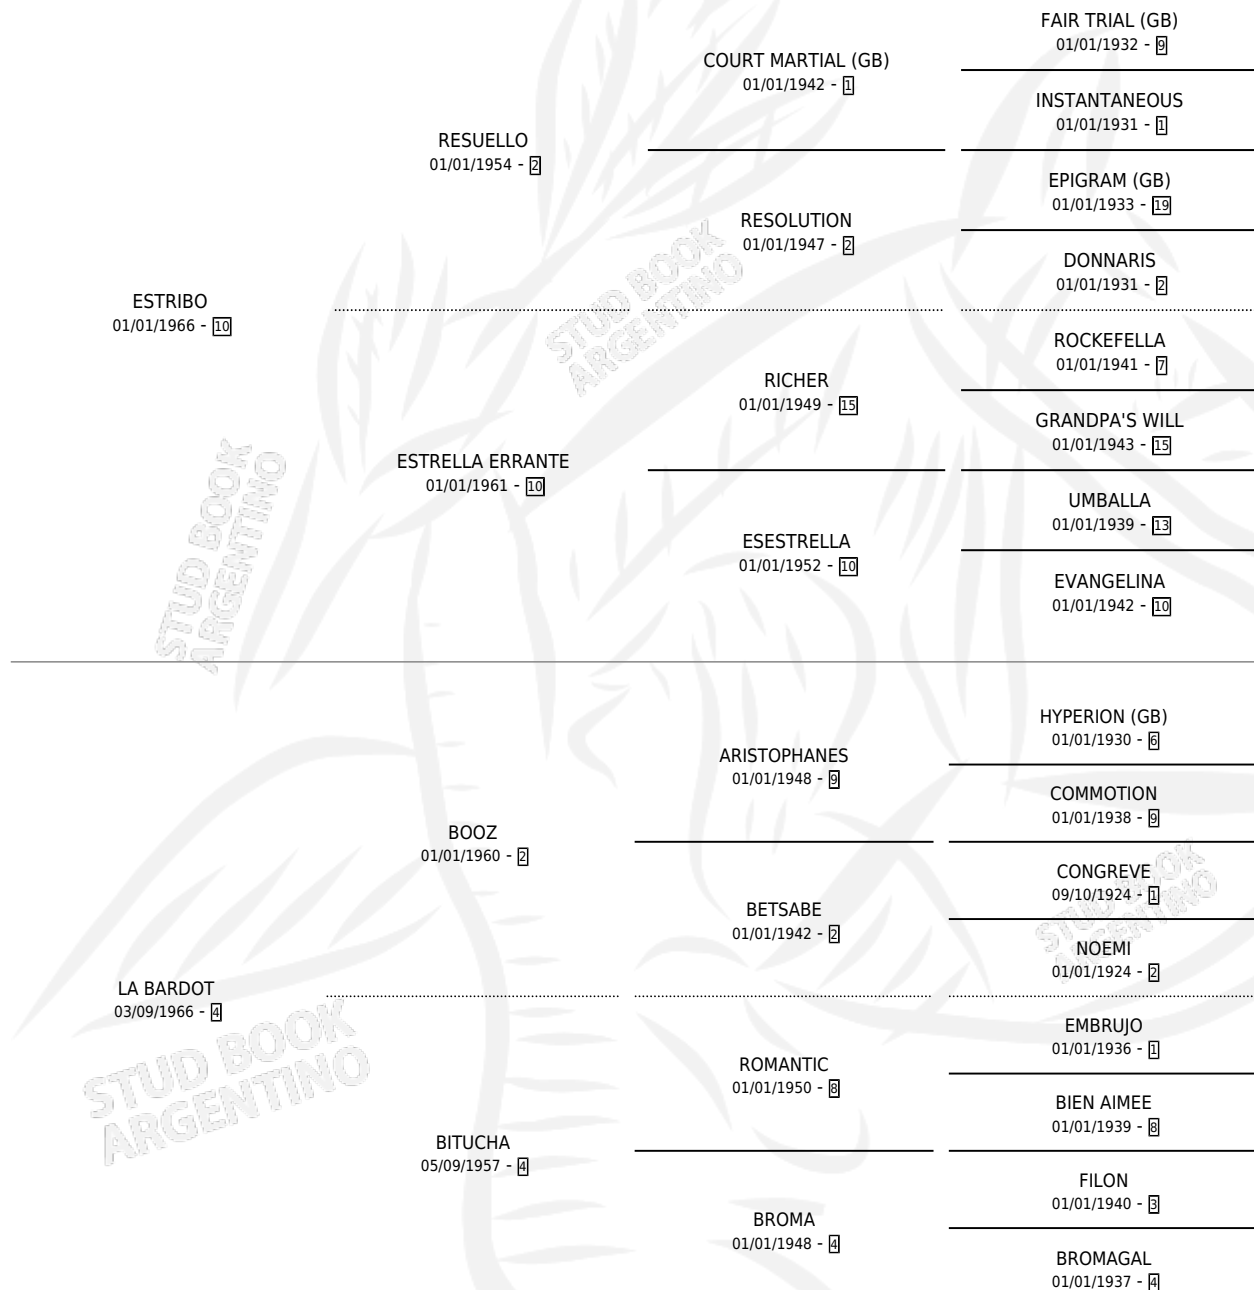 FAIR TRIAL (GB)
01/01/1932 - 9
COURT MARTIAL (GB)
01/01/1942 - 1
INSTANTANEOUS
01/01/1931 - 1
RESUELLO
01/01/1954 - 2
EPIGRAM (GB)
01/01/1933 - 19
RESOLUTION
01/01/1947 - 2
DONNARIS
01/01/1931 - 2
ESTRIBO
01/01/1966 - 10
ROCKEFELLA
01/01/1941 - 7
RICHER
01/01/1949 - 15
GRANDPA'S WILL
01/01/1943 - 15
ESTRELLA ERRANTE
01/01/1961 - 10
UMBALLA
01/01/1939 - 13
ESESTRELLA
01/01/1952 - 10
EVANGELINA
01/01/1942 - 10
HYPERION (GB)
01/01/1930 - 6
ARISTOPHANES
01/01/1948 - 9
COMMOTION
01/01/1938 - 9
BOOZ
01/01/1960 - 2
CONGREVE
09/10/1924 - 1
BETSABE
01/01/1942 - 2
NOEMI
01/01/1924 - 2
LA BARDOT
03/09/1966 - 4
EMBRUJO
01/01/1936 - 1
ROMANTIC
01/01/1950 - 8
BIEN AIMEE
01/01/1939 - 8
BITUCHA
05/09/1957 - 4
FILON
01/01/1940 - 3
BROMA
01/01/1948 - 4
BROMAGAL
01/01/1937 - 4
STUD BOOK
ARGENTINO
STUD BOOK
ARGENTINO
STUD BOOK
ARGENTINO
STUD BOOK
ARGENTINO